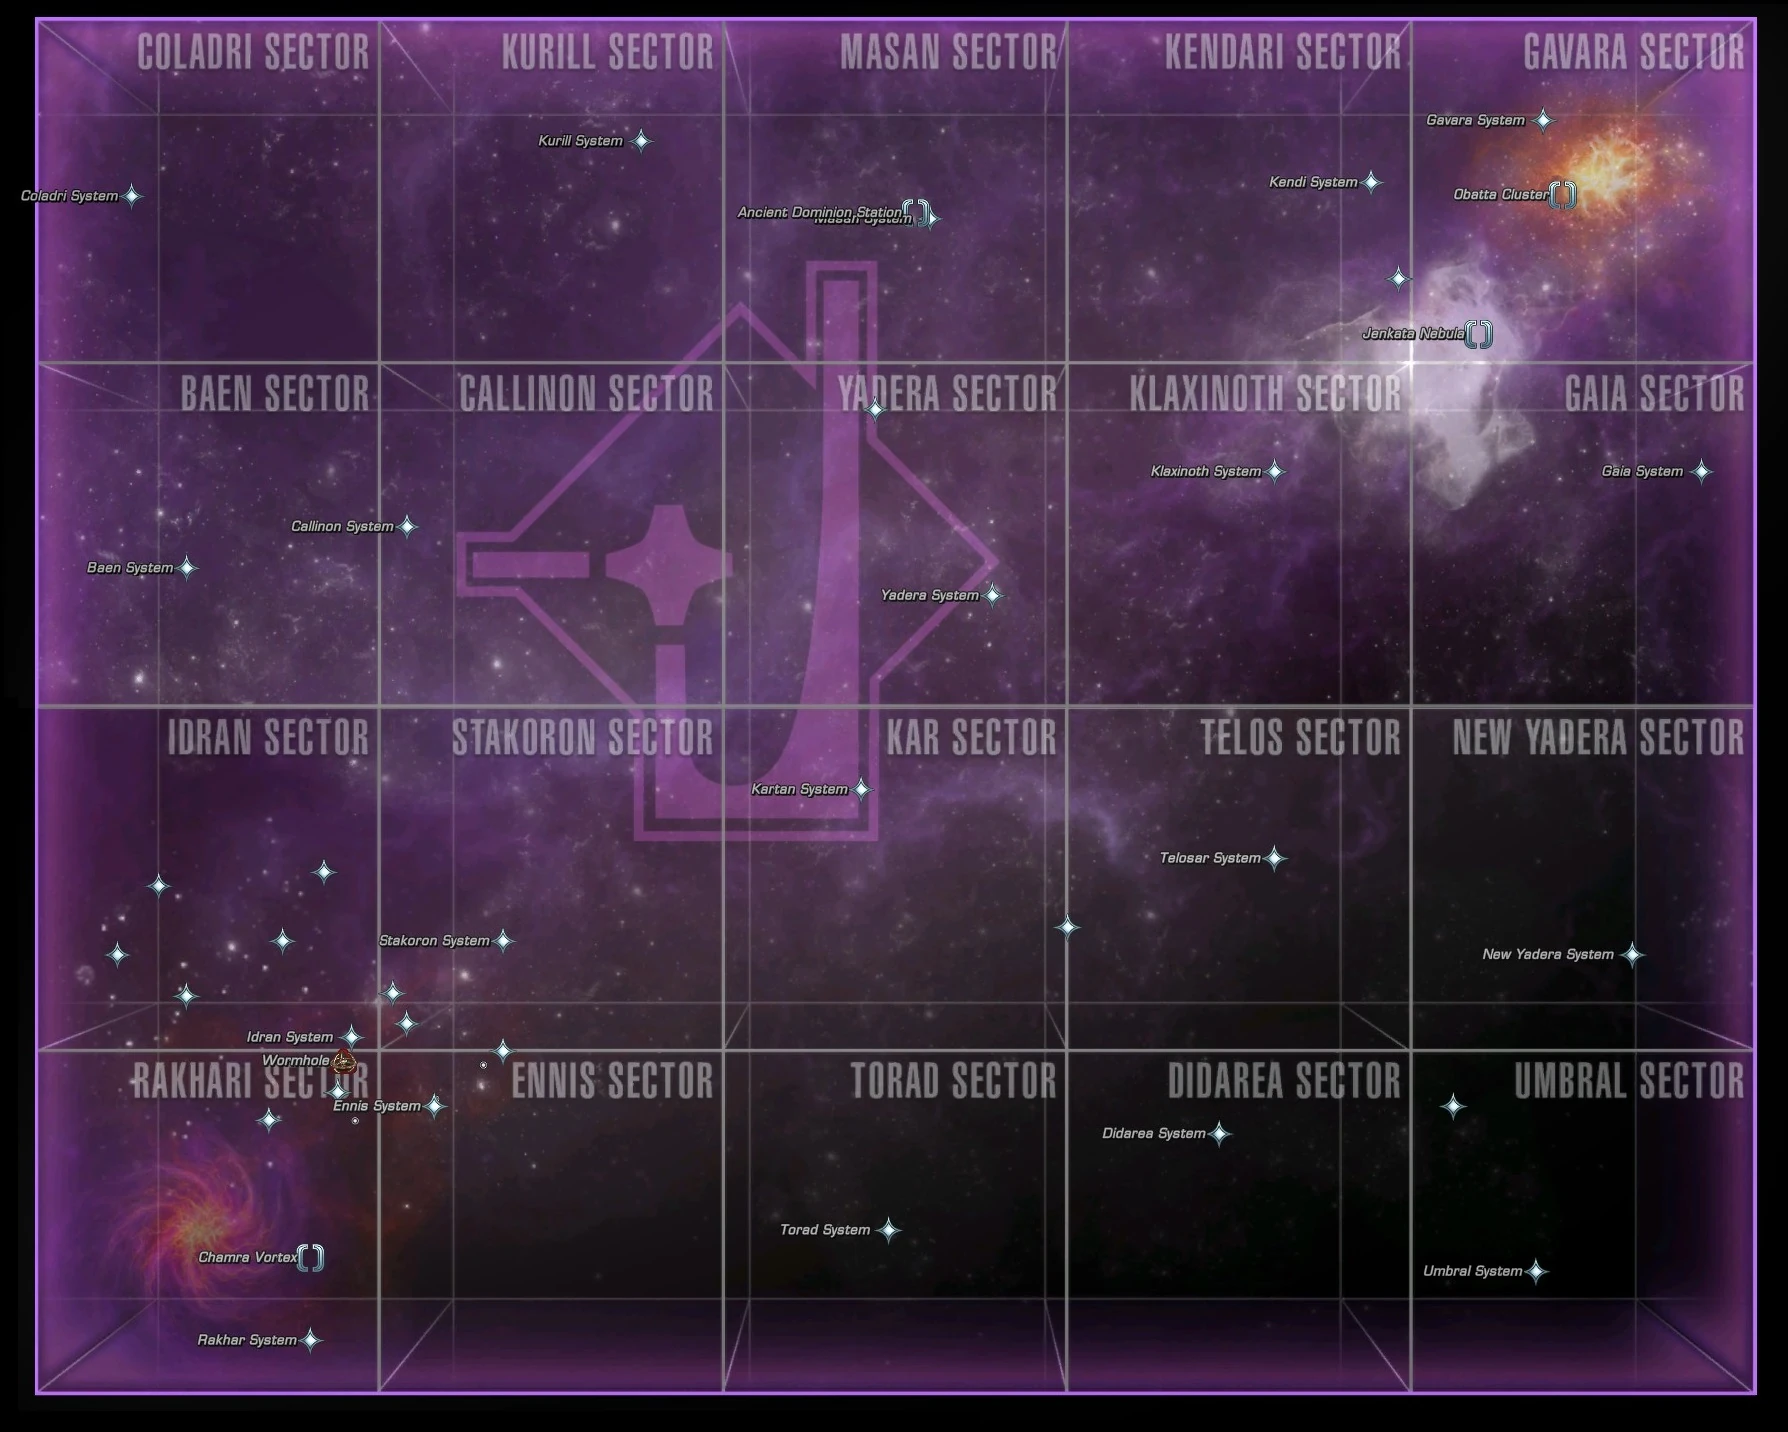 COLADRI SECTOR
KURILL SECTOR
MASAN SECTOR
KENDARI SECTOR
GAVARA SECTOR
Gavara System
Kurill System
Kendi System
Coladri System
Obatta Cluster
Ancient Dominion Station
Masan System
Jenkata Nebula
BAEN SECTOR
CALLINON SECTOR
YADERA SECTOR
KLAXINOTH SECTOR
GAIA SECTOR
Klaxinoth System
Gaia System
Callinon System
Baen System
Yadera System
IDRAN SECTOR
STAKORON SECTOR
KAR SECTOR
TELOS SECTOR
NEW YADERA SECTOR
Kartan System
Telosar System
Stakoron System
New Yadera System
Idran System
Wormhole
RAKHARI SECTOR
ENNIS SECTOR
TORAD SECTOR
DIDAREA SECTOR
UMBRAL SECTOR
Ennis System
Didarea System
Torad System
Chamra Vortex
Umbral System
Rakhar System